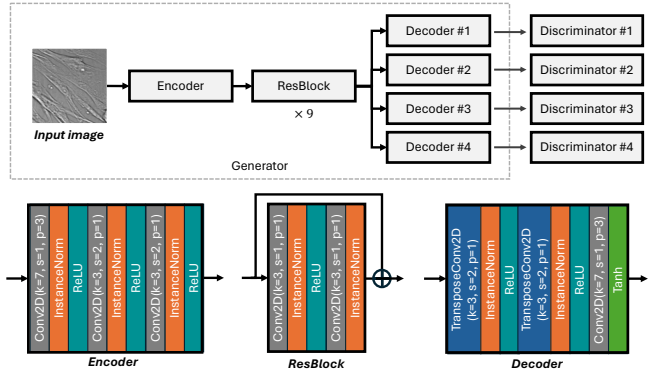 Decoder #1
Discriminator #1
Decoder #2
Discriminator #2
Encoder
ResBlock
× 9
Decoder #3
Discriminator #3
Input image
Decoder #4
Discriminator #4
Generator
Conv2D(k=7, s=1, p=3)
InstanceNorm
ReLU
Conv2D(k=3, s=2, p=1)
InstanceNorm
ReLU
Conv2D(k=3, s=2, p=1)
InstanceNorm
ReLU
Encoder
Conv2D(k=3, s=1, p=1)
InstanceNorm
ReLU
Conv2D(k=3, s=1, p=1)
InstanceNorm
ResBlock
TransposeConv2D
(k=3, s=2, p=1)
InstanceNorm
ReLU
TransposeConv2D
(k=3, s=2, p=1)
InstanceNorm
ReLU
Conv2D(k=7, s=1, p=3)
Tanh
Decoder